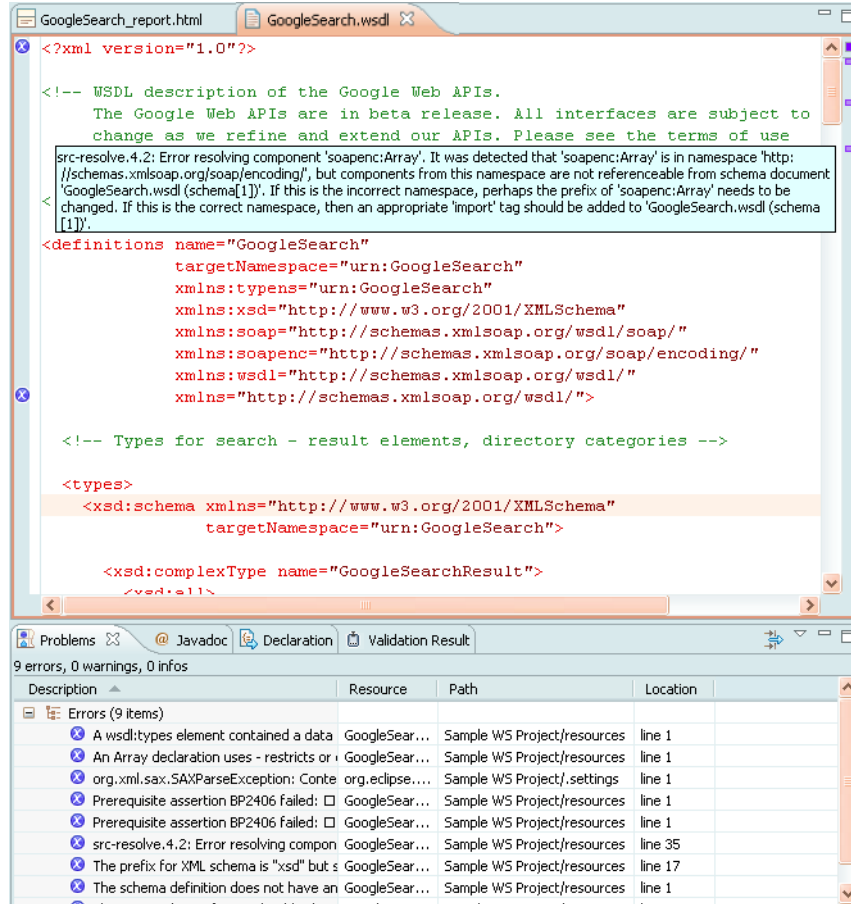 GoogleSearch_report.html
GoogleSearch.wsdl
<?xml version="1.0"?>
<!-- WSDL description of the Google Web APIs.
The Google Web APIs are in beta release. All interfaces are subject to
change as we refine and extend our APIs. Please see the terms of use
src-resolve.4.2: Error resolving component 'soapenc:Array'. It was detected that 'soapenc:Array' is in namespace 'http:
//schemas.xmlsoap.org/soap/encoding/', but components from this namespace are not referenceable from schema document
'GoogleSearch.wsdl (schema[1])'. If this is the incorrect namespace, perhaps the prefix of 'soapenc:Array' needs to be
changed. If this is the correct namespace, then an appropriate 'import' tag should be added to 'GoogleSearch.wsdl (schema
[1])'.
<
<definitions name="GoogleSearch"
targetNamespace="urn:GoogleSearch"
xmlns:typens="urn:GoogleSearch"
xmlns:xsd="http://www.w3.org/2001/XMLSchema"
xmlns:soap="http://schemas.xmlsoap.org/wsdl/soap/"
xmlns:soapenc="http://schemas.xmlsoap.org/soap/encoding/"
xmlns:wsdl="http://schemas.xmlsoap.org/wsdl/"
xmlns="http://schemas.xmlsoap.org/wsdl/">
<!-- Types for search - result elements, directory categories -->
<types>
<xsd:schema xmlns="http://www.w3.org/2001/XMLSchema"
targetNamespace="urn:GoogleSearch">
<xsd:complexType name="GoogleSearchResult">
<xsd:all>
Problems @ Javadoc Declaration Validation Result
9 errors, 0 warnings, 0 infos
Description Resource Path Location
Errors (9 items)
A wsdl:types element contained a data GoogleSear... Sample WS Project/resources line 1
An Array declaration uses - restricts or GoogleSear... Sample WS Project/resources line 1
org.xml.sax.SAXParseException: Conte org.eclipse.... Sample WS Project/.settings line 1
Prerequisite assertion BP2406 failed: □ GoogleSear... Sample WS Project/resources line 1
Prerequisite assertion BP2406 failed: □ GoogleSear... Sample WS Project/resources line 1
src-resolve.4.2: Error resolving compon GoogleSear... Sample WS Project/resources line 35
The prefix for XML schema is "xsd" but s GoogleSear... Sample WS Project/resources line 17
The schema definition does not have an GoogleSear... Sample WS Project/resources line 1